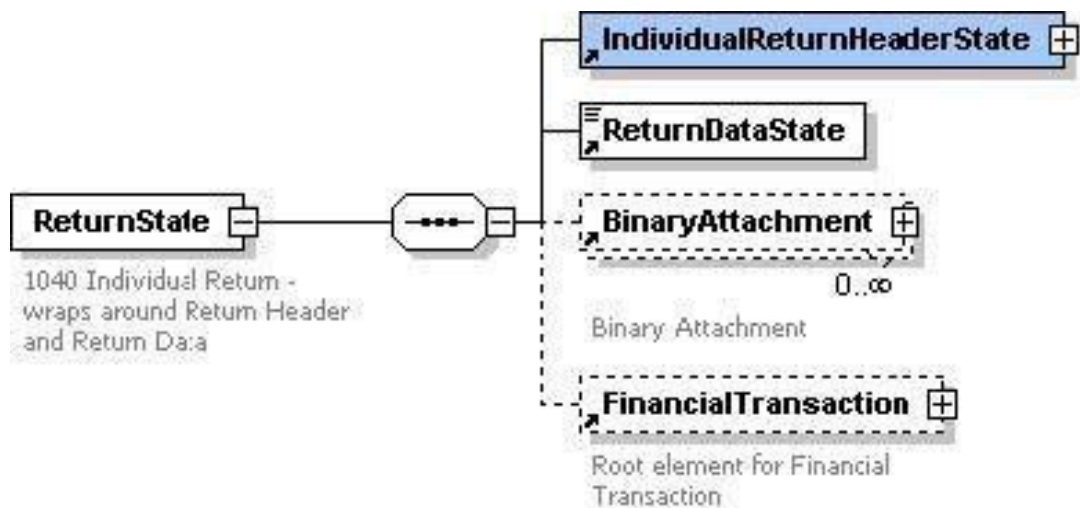 IndividualReturnHeaderState
ReturnDataState
ReturnState
1040 Individual Return -
wraps around Return Header
and Return Data
BinaryAttachment
0..∞
Binary Attachment
FinancialTransaction
Root element for Financial
Transaction